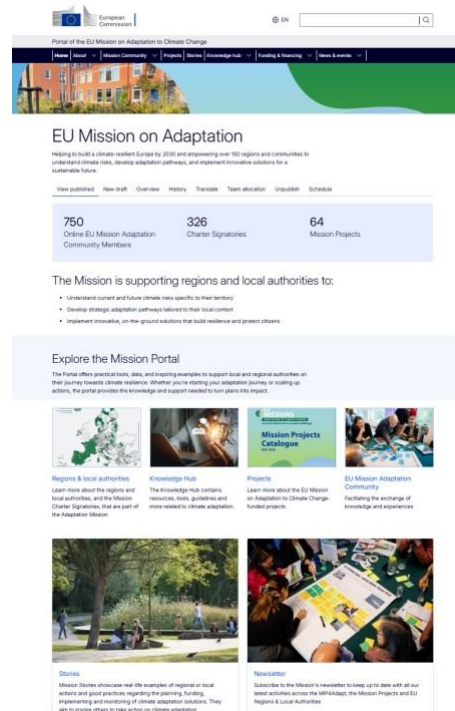 European
Commission
EN
Portal of the EU Mission on Adaptation to Climate Change
Home About Mission Community Projects Stories Knowledge hub Funding & financing News & events
EU Mission on Adaptation
Helping to build a climate-resilient Europe by 2030 and empowering over 150 regions and communities to
understand climate risks, develop adaptation pathways, and implement innovative solutions for a
sustainable future.
View published New draft Overview History Translate Team allocation Unpublish Schedule
750 326 64
Online EU Mission Adaptation Charter Signatories Mission Projects
Community Members
The Mission is supporting regions and local authorities to:
• Understand current and future climate risks specific to their territory
• Develop strategic adaptation pathways tailored to their local context
• Implement innovative, on-the-ground solutions that build resilience and protect citizens
Explore the Mission Portal
The Portal offers practical tools, data, and inspiring examples to support local and regional authorities on
their journey towards climate resilience. Whether you're starting your adaptation journey or scaling up
actions, the portal provides the knowledge and support needed to turn plans into impact.
MISSIONS
Mission Projects
Catalogue
Regions & local authorities
Learn more about the regions and
local authorities, and the Mission
Charter Signatories, that are part of
the Adaptation Mission
Knowledge Hub
The Knowledge Hub contains
resources, tools, guidelines and
more related to climate adaptation.
Projects
Learn more about the EU Mission
on Adaptation to Climate Change-
funded projects
EU Mission Adaptation
Community
Facilitating the exchange of
knowledge and experiences
Stories
Mission Stories showcase real-life examples of regional or local
actions and good practices regarding the planning, funding,
implementing and monitoring of climate adaptation solutions. They
aim to inspire others to take action on climate adaptation
Newsletter
Subscribe to the Mission's newsletter to keep up to date with all our
latest activities across the MIP4Adapt, the Mission Projects and EU
Regions & Local Authorities